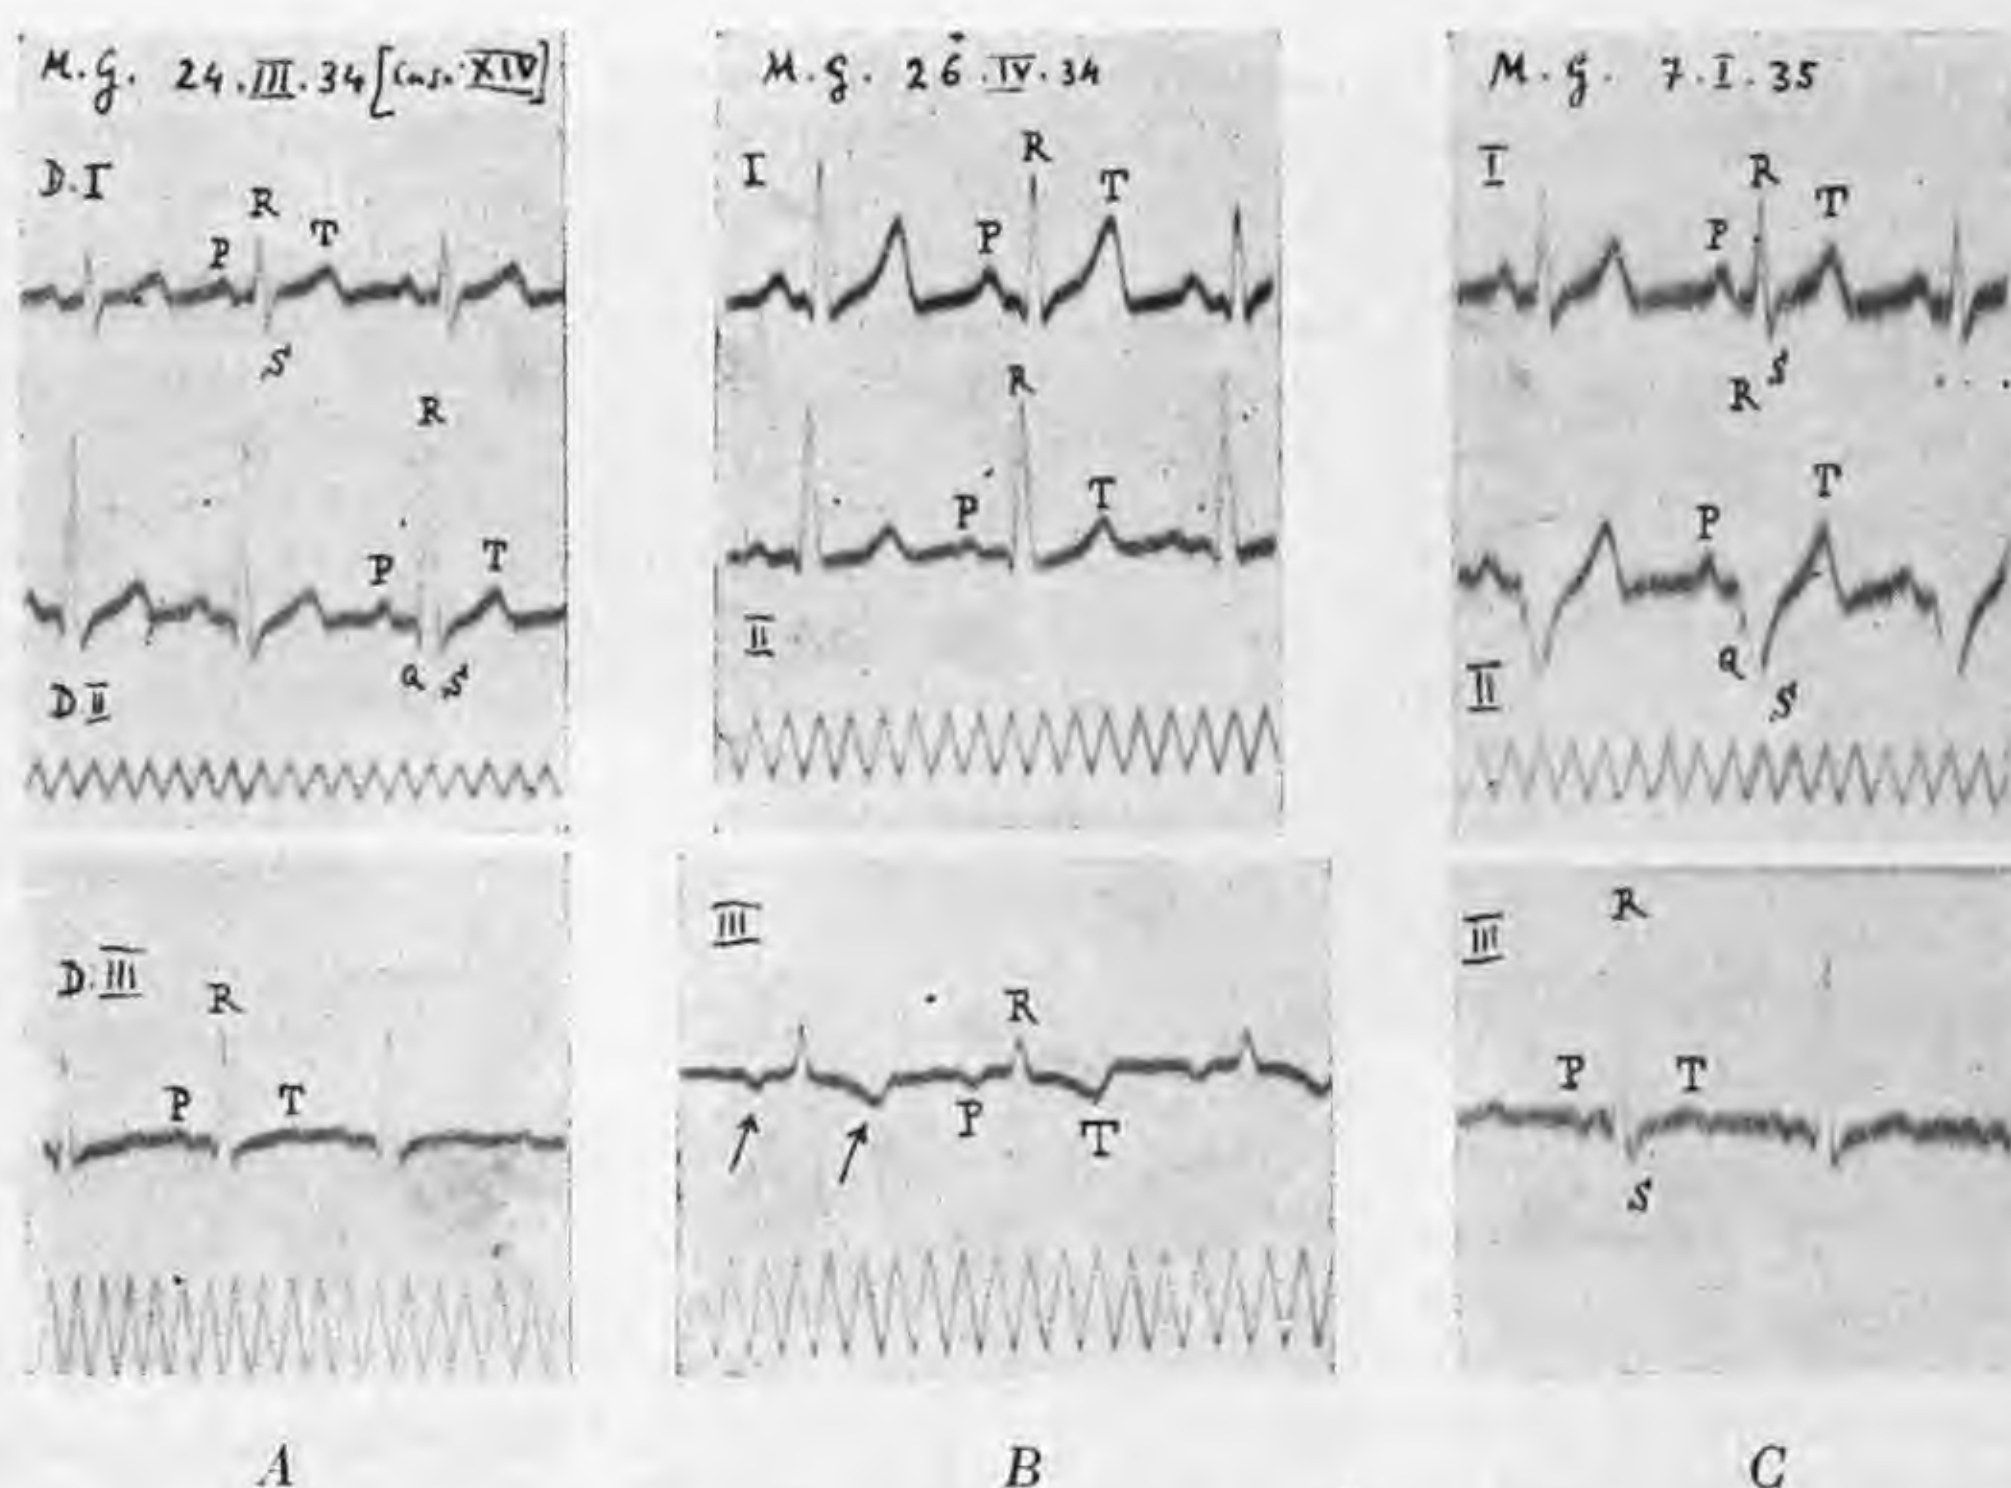 M. G. 24.III.34 [Cas. XIV]
D.I
P R T
S
R
P T
Q S
D II
D.III
R
P T
A
M. G. 26.IV.34
I
R
P T
R
P T
II
III
R
P T
B
M. G. 7.I.35
I
R
P T
S
R
T
P
Q S
II
III
R
P T
S
C